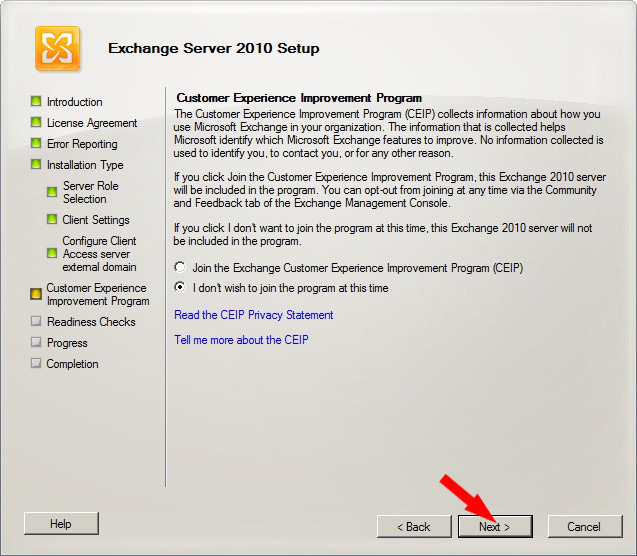 Exchange Server 2010 Setup
Introduction
License Agreement
Error Reporting
Installation Type
Server Role
Selection
Client Settings
Configure Client
Access server
external domain
Customer Experience
Improvement Program
Readiness Checks
Progress
Completion
Customer Experience Improvement Program
The Customer Experience Improvement Program (CEIP) collects information about how you
use Microsoft Exchange in your organization. The information that is collected helps
Microsoft identify which Microsoft Exchange features to improve. No information collected is
used to identify you, to contact you, or for any other reason.
If you click Join the Customer Experience Improvement Program, this Exchange 2010 server
will be included in the program. You can opt-out from joining at any time via the Community
and Feedback tab of the Exchange Management Console.
If you click I don't want to join the program at this time, this Exchange 2010 server will not
be included in the program.
Join the Exchange Customer Experience Improvement Program (CEIP)
I don't wish to join the program at this time
Read the CEIP Privacy Statement
Tell me more about the CEIP
Help
< Back
Next >
Cancel